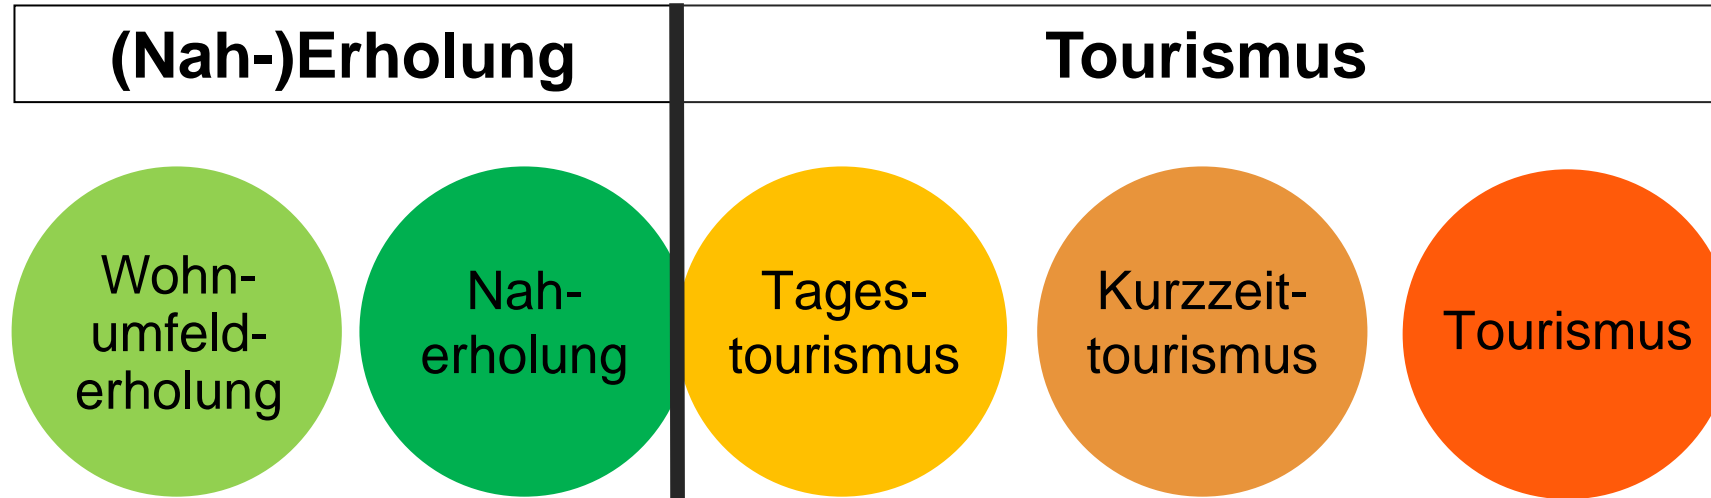 (Nah-)Erholung
Tourismus
Wohn-
umfeld-
erholung
Nah-
erholung
Tages-
tourismus
Kurzzeit-
tourismus
Tourismus